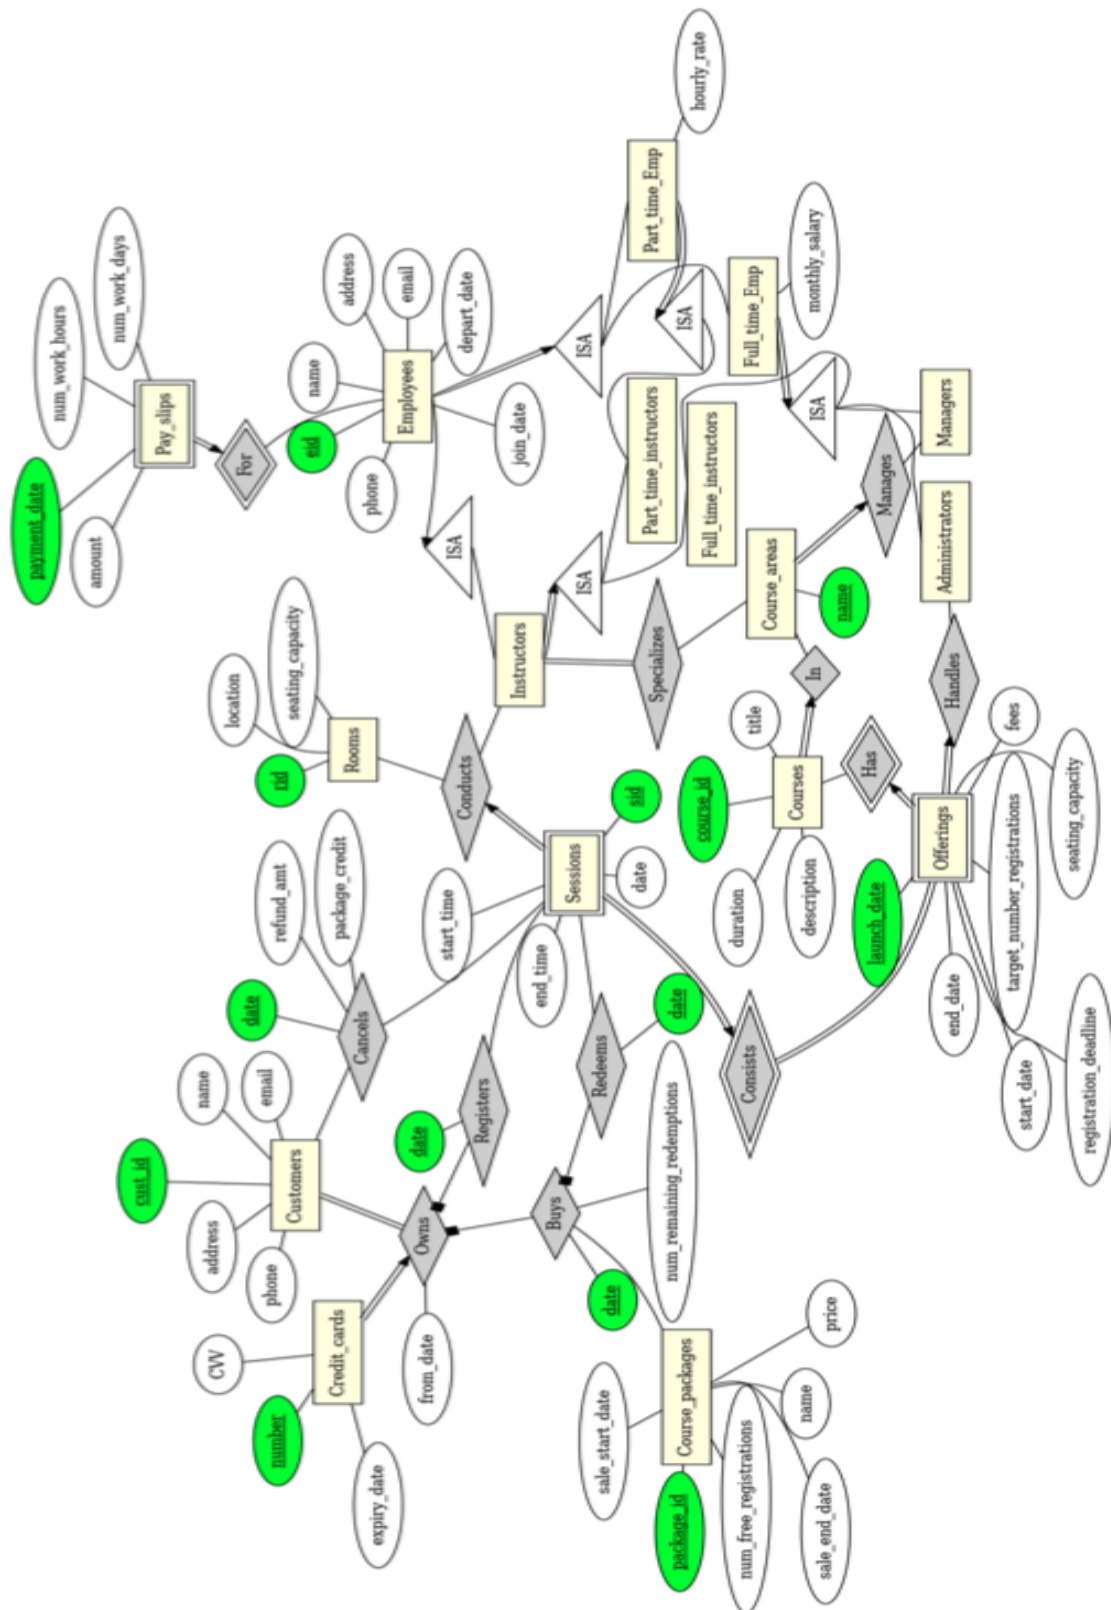 payment_date
num_work_hours
num_work_days
amount
Pay_slips
For
eid
name
address
email
phone
Employees
depart_date
join_date
ISA
ISA
Part_time_Emp
hourly_rate
ISA
Full_time_Emp
monthly_salary
ISA
Part_time_instructors
Full_time_instructors
ISA
Managers
Manages
Administrators
rid
location
seating_capacity
Rooms
Conducts
Instructors
Specializes
Course_areas
name
In
Handles
cust_id
name
email
address
phone
Customers
date
refund_amt
package_credit
Cancels
start_time
end_time
Sessions
sid
date
course_id
title
Courses
duration
description
Has
launch_date
Offerings
fees
seating_capacity
target_number_registrations
end_date
start_date
registration_deadline
CVV
number
Credit_cards
expiry_date
Owns
from_date
date
Registers
Redeems
date
Consists
Buys
num_remaining_redemptions
date
sale_start_date
Course_packages
package_id
num_free_registrations
price
name
sale_end_date